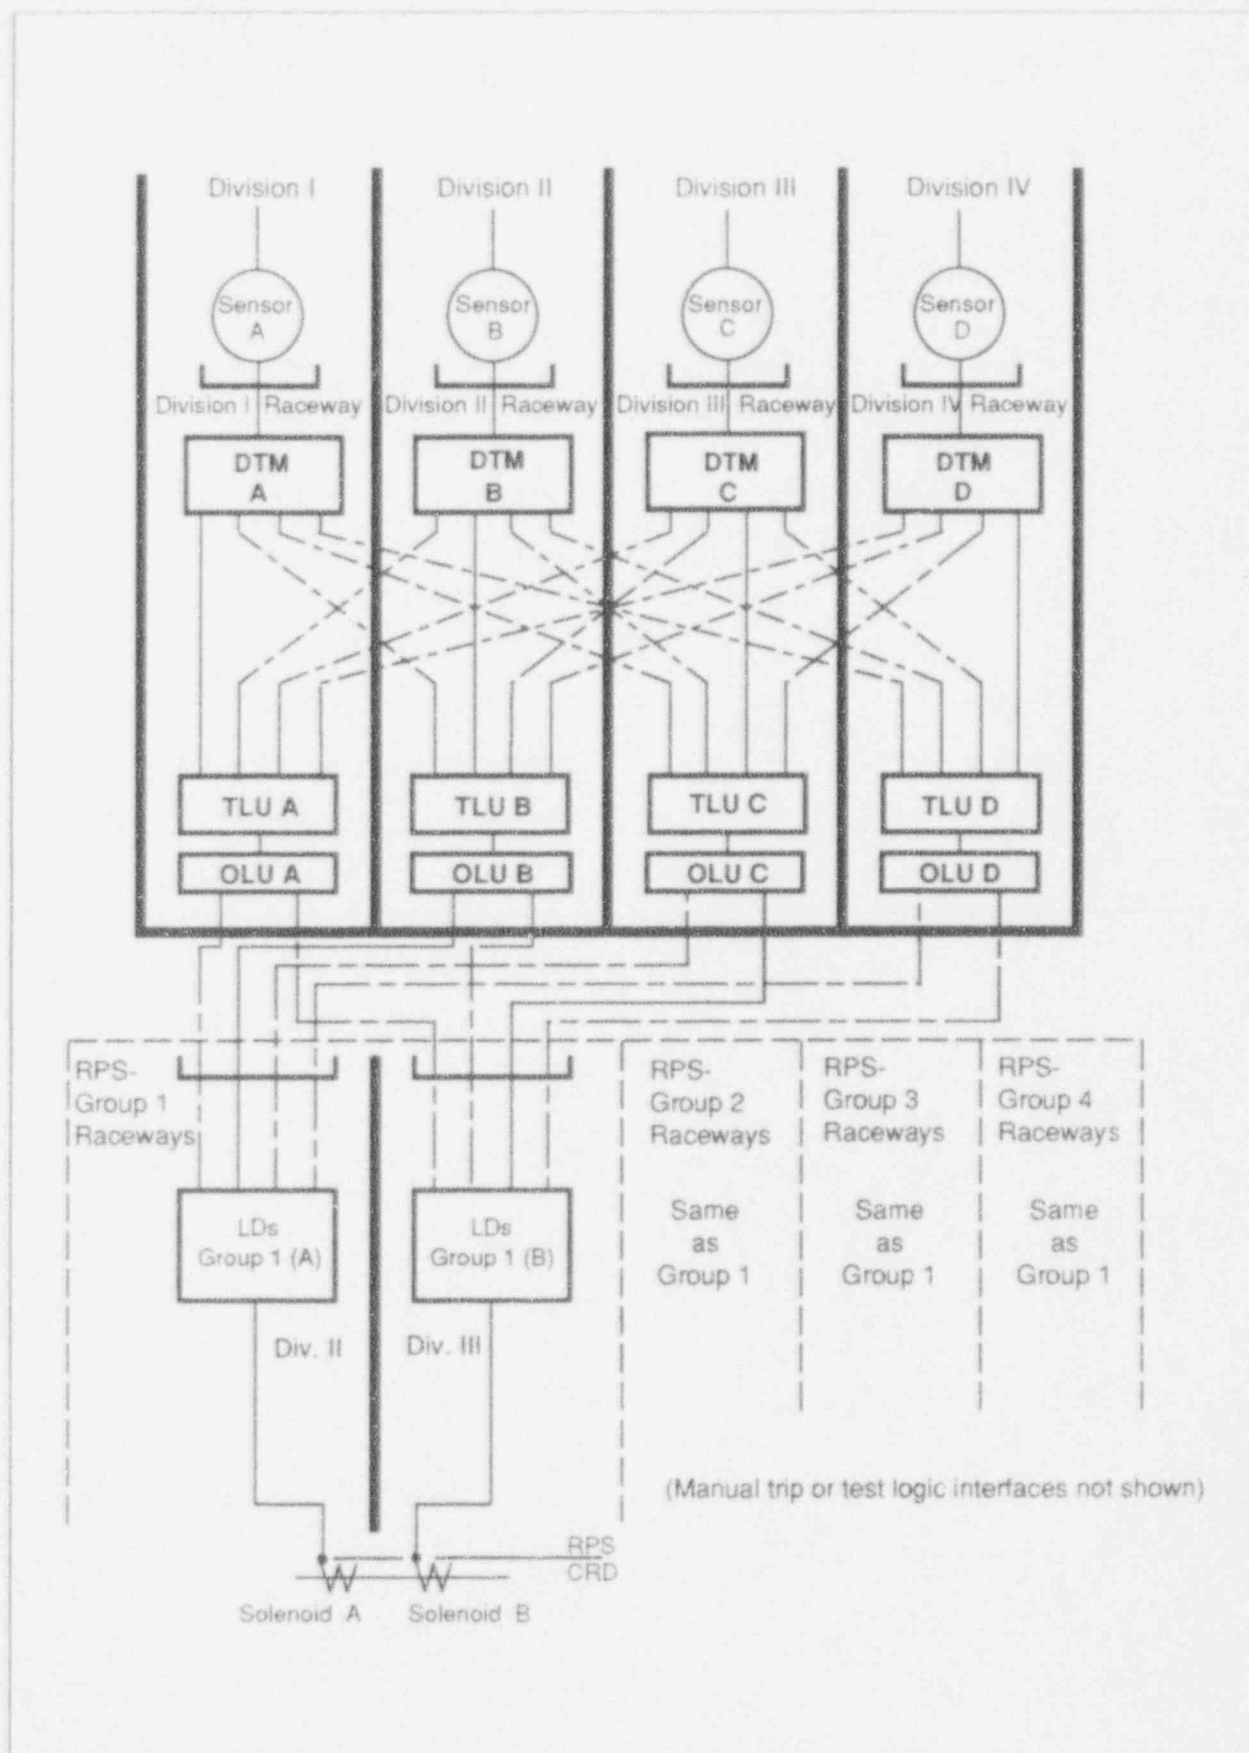 Division I
Division II
Division III
Division IV
Sensor
A
Sensor
B
Sensor
C
Sensor
D
Division I Raceway
Division II Raceway
Division III Raceway
Division IV Raceway
DTM
A
DTM
B
DTM
C
DTM
D
TLU A
TLU B
TLU C
TLU D
OLU A
OLU B
OLU C
OLU D
RPS-
Group 1
Raceways
RPS-
Group 2
Raceways
RPS-
Group 3
Raceways
RPS-
Group 4
Raceways
LDs
Group 1 (A)
LDs
Group 1 (B)
Same
as
Group 1
Same
as
Group 1
Same
as
Group 1
Div. II
Div. III
(Manual trip or test logic interfaces not shown)
RPS
CRD
Solenoid A
Solenoid B